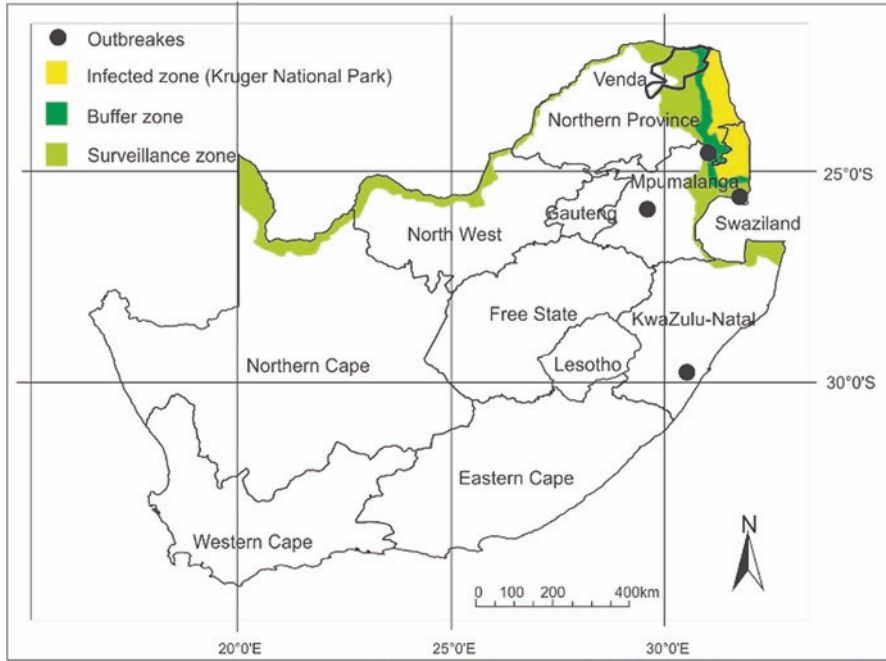 Outbreakes
Infected zone (Kruger National Park)
Buffer zone
Surveillance zone
Venda
Northern Province
25°0'S
Mpumalanga
Gauteng
Swaziland
North West
Free State
KwaZulu-Natal
Northern Cape
Lesotho
30°0'S
Eastern Cape
Western Cape
N
0 100 200 400km
20°0'E 25°0'E 30°0'E